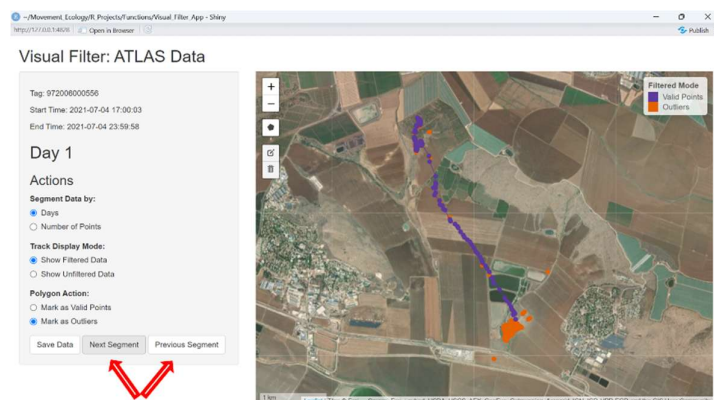 ~/Movement_Ecology/R_Projects/Functions/Visual_Filter_App - Shiny
Open in Browser
Publish
Visual Filter: ATLAS Data
Tag: 972006000556
Start Time: 2021-07-04 17:00:03
End Time: 2021-07-04 23:59:58
Day 1
Actions
Segment Data by:
Days
Number of Points
Track Display Mode:
Show Filtered Data
Show Unfiltered Data
Polygon Action:
Mark as Valid Points
Mark as Outliers
Save Data
Next Segment
Previous Segment
+
−
Filtered Mode
Valid Points
Outliers
1 km